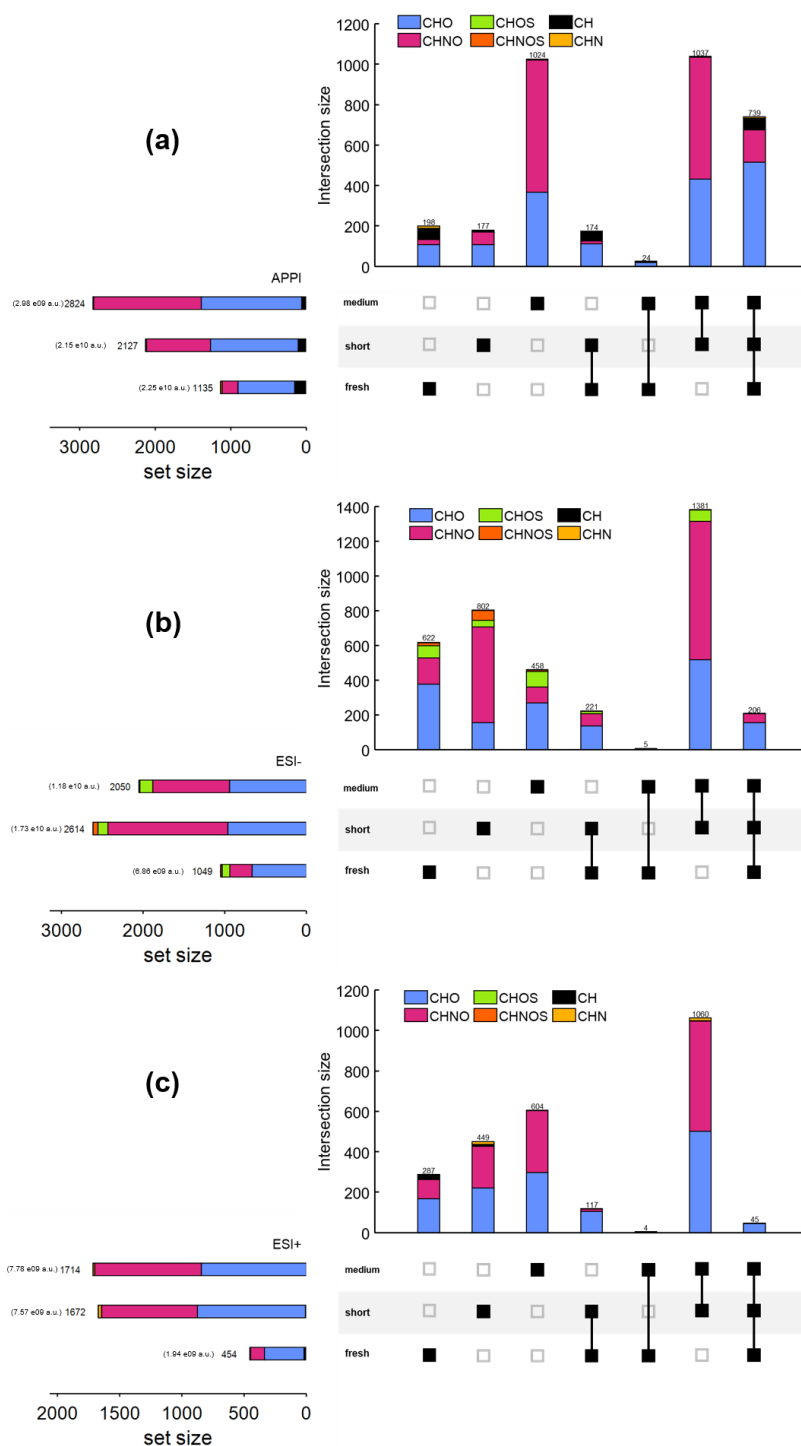 1200
CHO CHOS CH
CHNO CHNOS CHN
1000
800
600
400
200
0
Intersection size
1024
1037
739
198
177
174
24
(a)
APPI
(2.98 e09 a.u.) 2824
(2.15 e10 a.u.) 2127
(2.25 e10 a.u.) 1135
medium
short
fresh
3000 2000 1000 0
set size
1400
CHO CHOS CH
CHNO CHNOS CHN
1200
1000
800
600
400
200
0
Intersection size
1381
802
622
458
221
5
206
(b)
ESI-
(1.18 e10 a.u.) 2050
(1.73 e10 a.u.) 2614
(6.86 e09 a.u.) 1049
medium
short
fresh
3000 2000 1000 0
set size
1200
CHO CHOS CH
CHNO CHNOS CHN
1000
800
600
400
200
0
Intersection size
1060
604
449
287
117
4
45
(c)
ESI+
(7.78 e09 a.u.) 1714
(7.57 e09 a.u.) 1672
(1.94 e09 a.u.) 454
medium
short
fresh
2000 1500 1000 500 0
set size